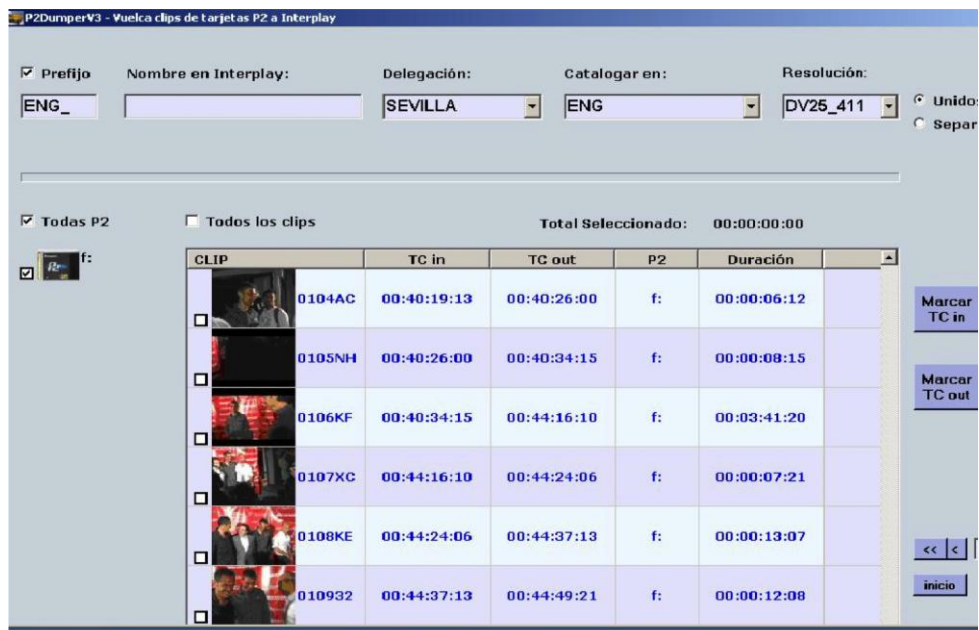 P2DumperV3 - Vuelca clips de tarjetas P2 a Interplay
Prefijo Nombre en Interplay: Delegación: Catalogar en: Resolución:
ENG_ SEVILLA ENG DV25_411
Unidos
Separ
Todas P2 Todos los clips Total Seleccionado: 00:00:00:00
f:
CLIP TC in TC out P2 Duración
0104AC 00:40:19:13 00:40:26:00 f: 00:00:06:12
0105NH 00:40:26:00 00:40:34:15 f: 00:00:08:15
0106KF 00:40:34:15 00:44:16:10 f: 00:03:41:20
0107XC 00:44:16:10 00:44:24:06 f: 00:00:07:21
0108KE 00:44:24:06 00:44:37:13 f: 00:00:13:07
010932 00:44:37:13 00:44:49:21 f: 00:00:12:08
Marcar
TC in
Marcar
TC out
<< <
inicio